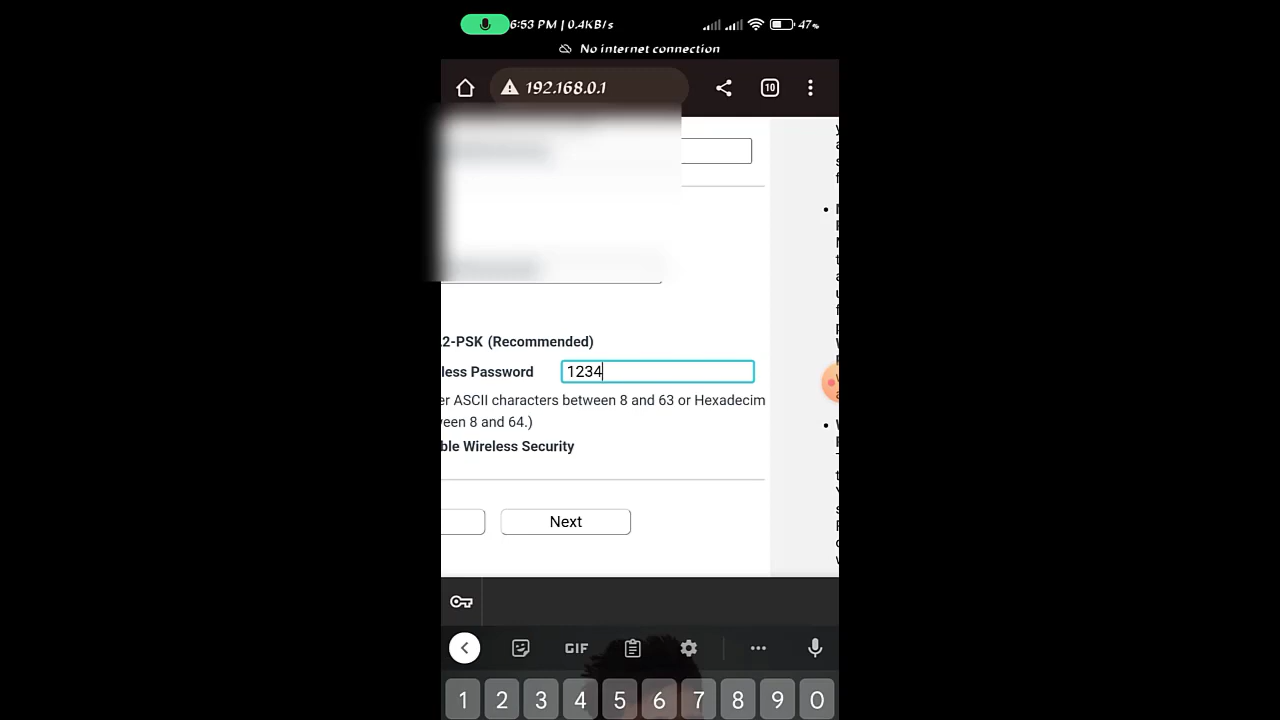 6:53 PM | 0.4KB/s
47%
No internet connection
192.168.0.1
10
2-PSK (Recommended)
less Password 1234
er ASCII characters between 8 and 63 or Hexadecim
veen 8 and 64.)
ble Wireless Security
Next
GIF
1 2 3 4 5 6 7 8 9 0